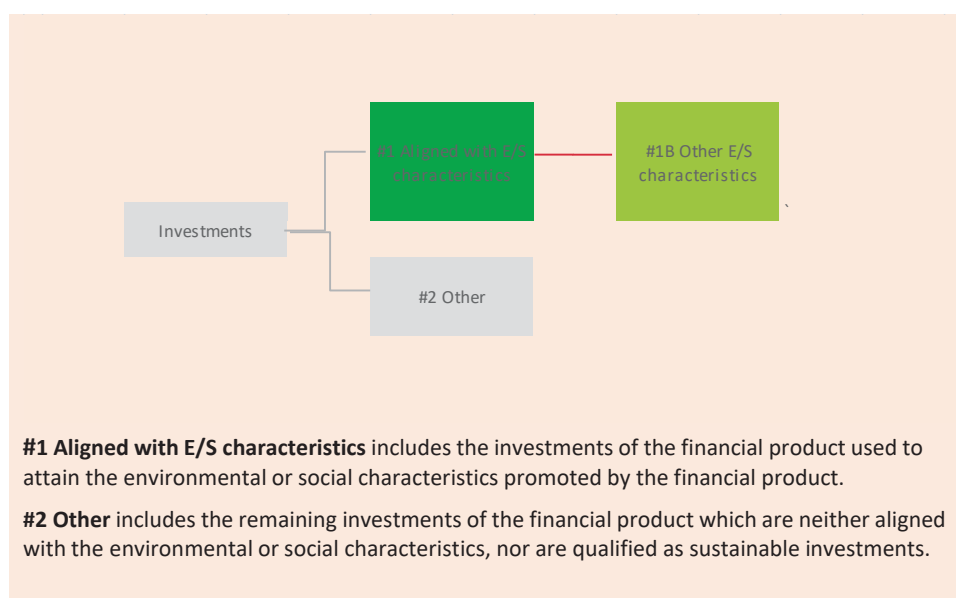 #1 Aligned with E/S
characteristics
#1B Other E/S
characteristics
`
Investments
#2 Other
#1 Aligned with E/S characteristics includes the investments of the financial product used to
attain the environmental or social characteristics promoted by the financial product.
#2 Other includes the remaining investments of the financial product which are neither aligned
with the environmental or social characteristics, nor are qualified as sustainable investments.